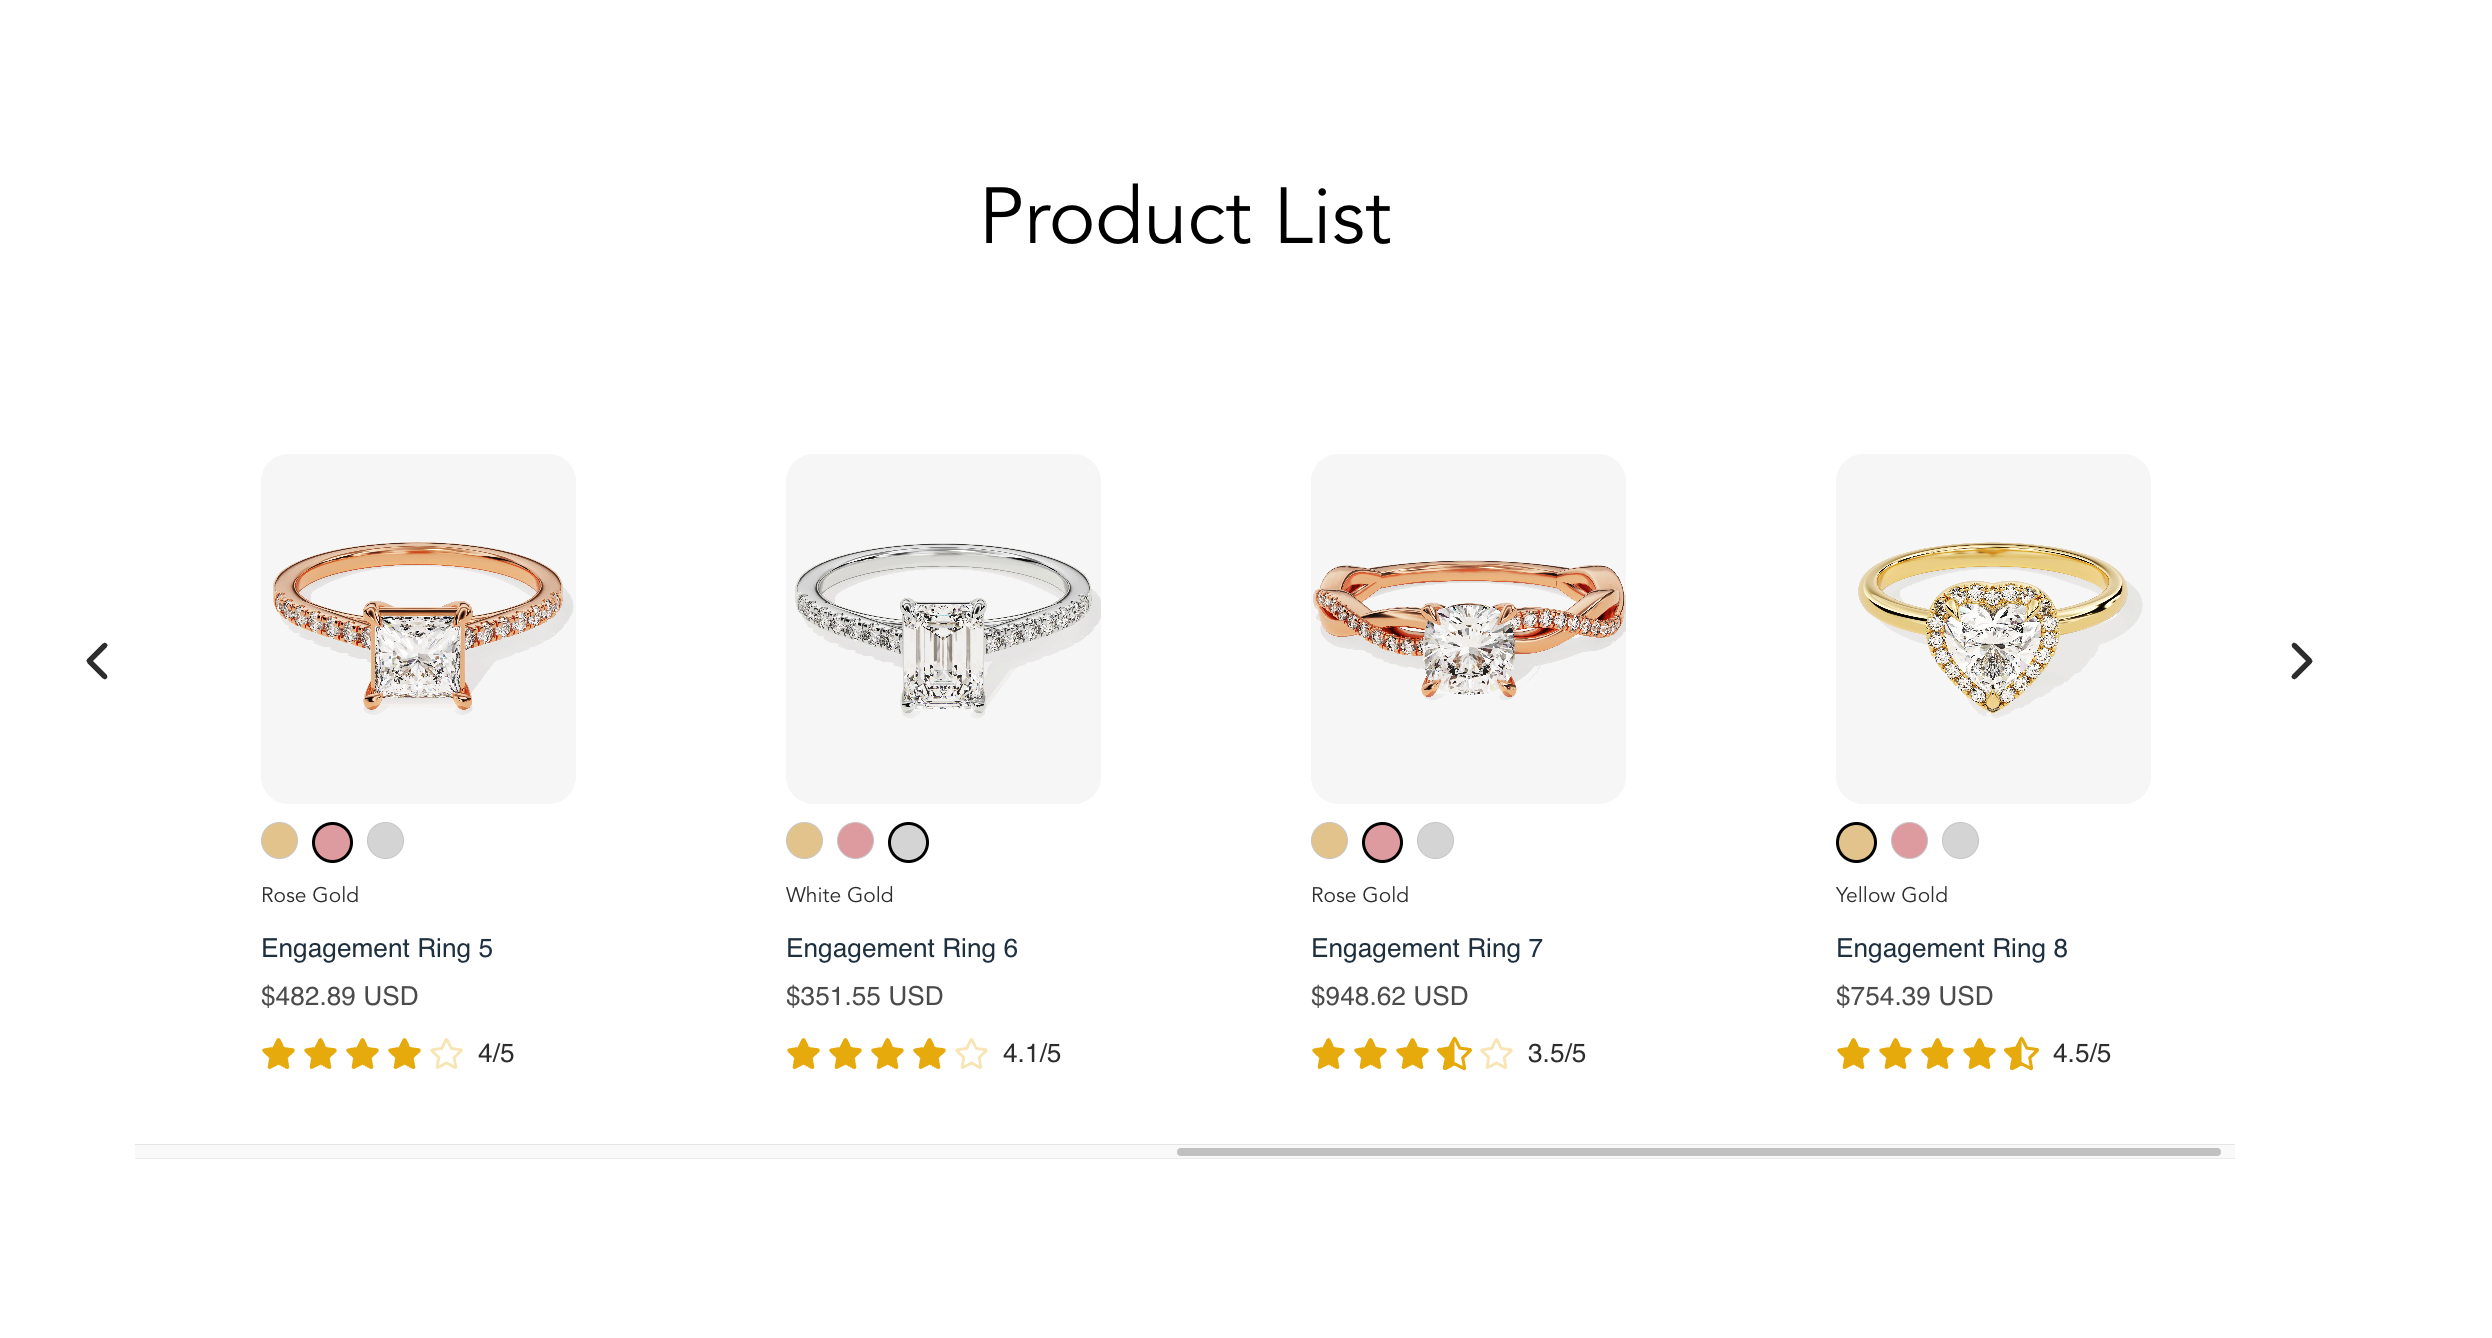 Product List
Rose Gold
Engagement Ring 5
$482.89 USD
4/5
White Gold
Engagement Ring 6
$351.55 USD
4.1/5
Rose Gold
Engagement Ring 7
$948.62 USD
3.5/5
Yellow Gold
Engagement Ring 8
$754.39 USD
4.5/5